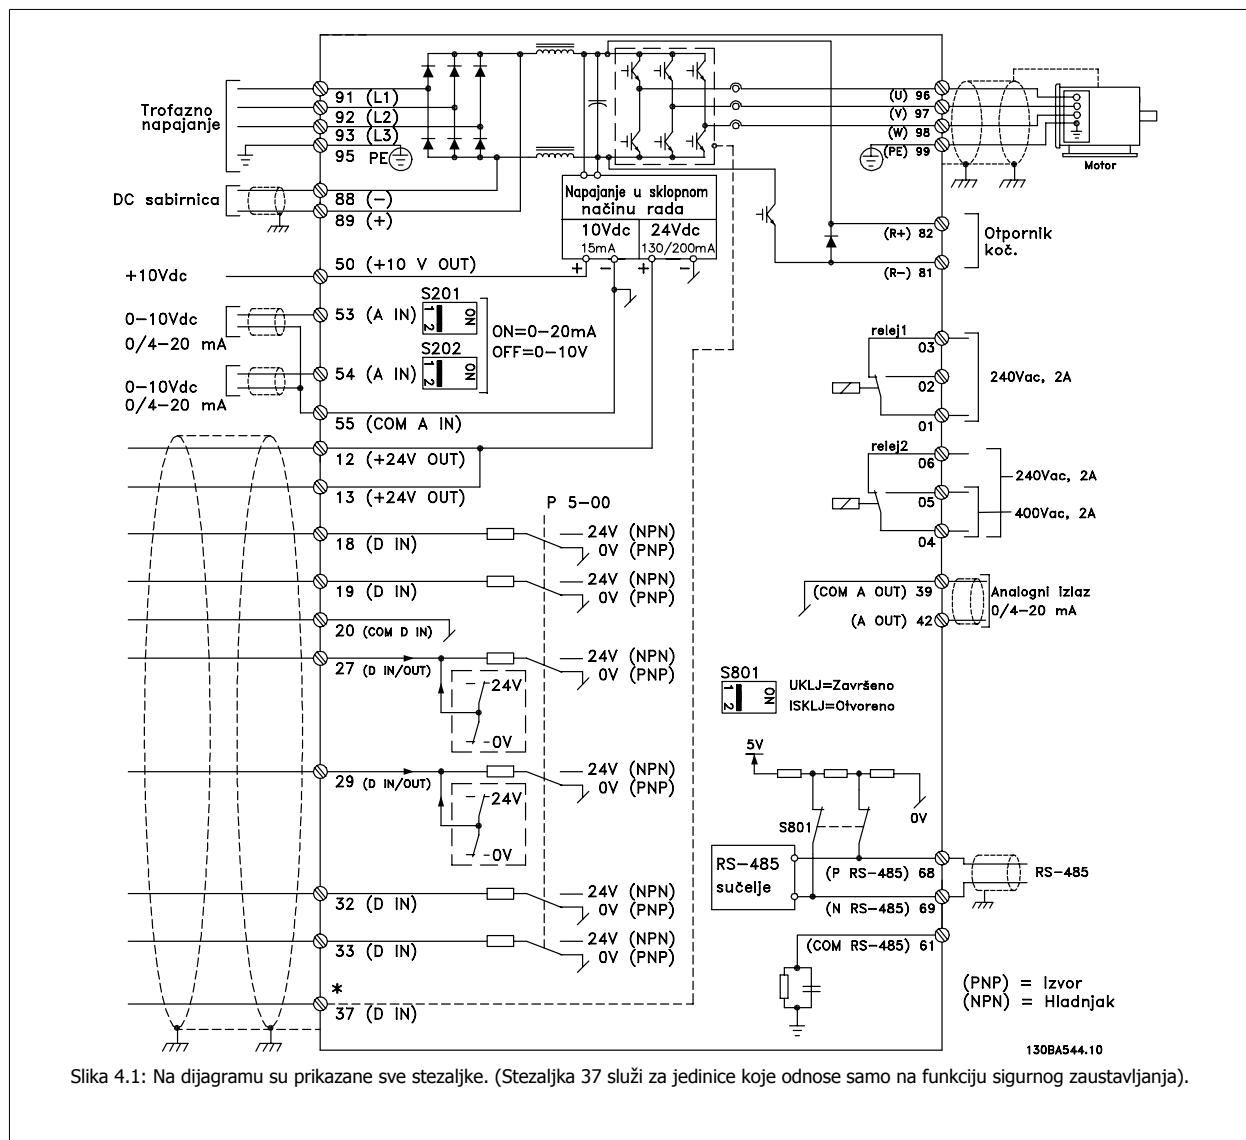 Trofazno
napajanje
91 (L1)
92 (L2)
93 (L3)
95 PE
DC sabirnica
88 (−)
89 (+)
+10Vdc
50 (+10 V OUT)
0−10Vdc
0/4−20 mA
53 (A IN)
S201
1 2
ON
ON=0−20mA
OFF=0−10V
S202
1 2
ON
0−10Vdc
0/4−20 mA
54 (A IN)
55 (COM A IN)
12 (+24V OUT)
13 (+24V OUT)
P 5-00
18 (D IN)
24V (NPN)
0V (PNP)
19 (D IN)
24V (NPN)
0V (PNP)
20 (COM D IN)
27 (D IN/OUT)
24V (NPN)
0V (PNP)
24V
0V
29 (D IN/OUT)
24V (NPN)
0V (PNP)
24V
0V
32 (D IN)
24V (NPN)
0V (PNP)
33 (D IN)
24V (NPN)
0V (PNP)
*
37 (D IN)
Napajanje u sklopnom
načinu rada
10Vdc
15mA
24Vdc
130/200mA
+ − + −
(U) 96
(V) 97
(W) 98
(PE) 99
Motor
(R+) 82
(R−) 81
Otpornik
koč.
relej1
03
02
01
240Vac, 2A
relej2
06
05
04
240Vac, 2A
400Vac, 2A
(COM A OUT) 39
(A OUT) 42
Analogni izlaz
0/4−20 mA
S801
1 2
ON
UKLJ=Završeno
ISKLJ=Otvoreno
5V
S801
0V
RS−485
sučelje
(P RS−485) 68
(N RS−485) 69
RS−485
(COM RS−485) 61
(PNP) = Izvor
(NPN) = Hladnjak
130BA544.10
Slika 4.1: Na dijagramu su prikazane sve stezaljke. (Stezaljka 37 služi za jedinice koje odnose samo na funkciju sigurnog zaustavljanja).